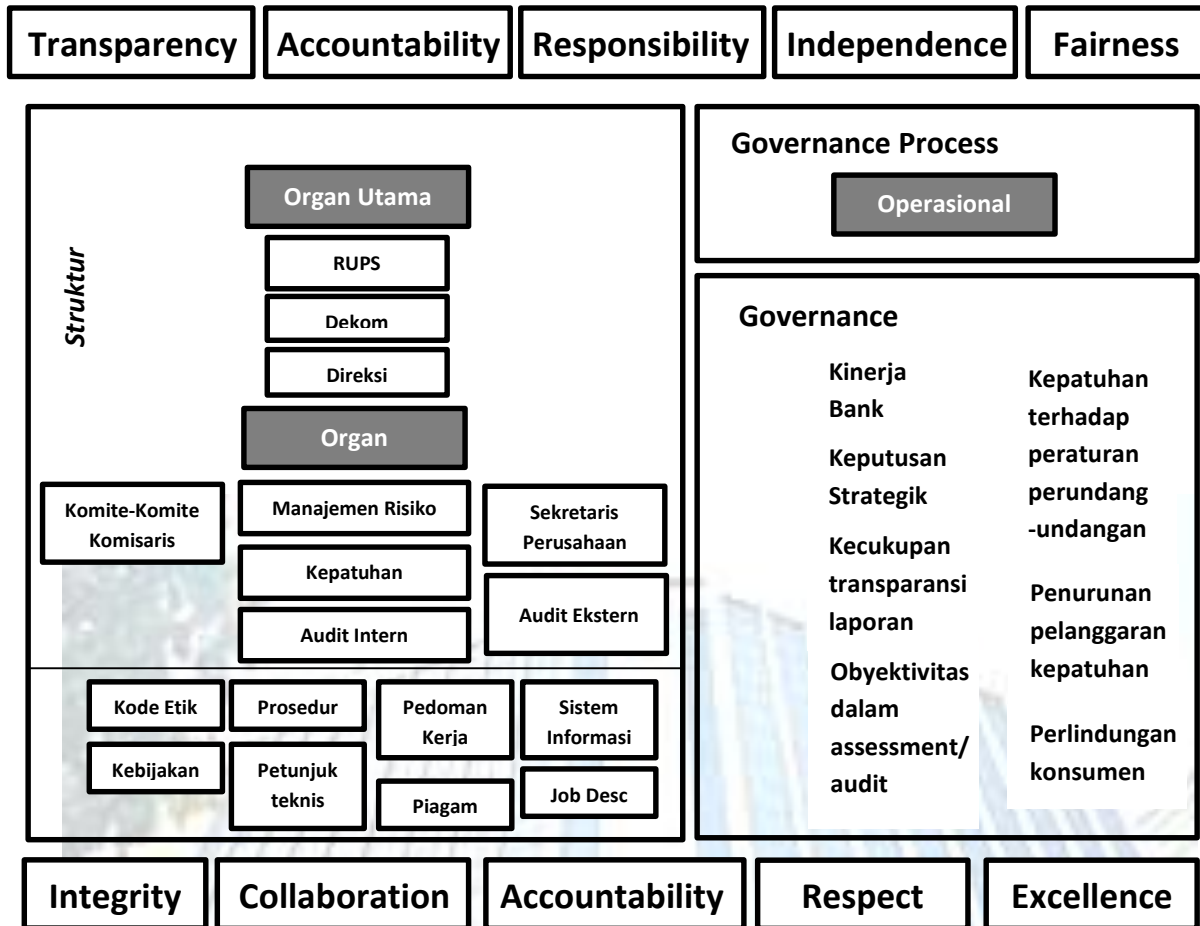 Transparency
Accountability
Responsibility
Independence
Fairness
Struktur
Organ Utama
RUPS
Dekom
Direksi
Organ
Komite-Komite
Komisaris
Manajemen Risiko
Kepatuhan
Audit Intern
Sekretaris
Perusahaan
Audit Ekstern
Kode Etik
Prosedur
Pedoman
Kerja
Sistem
Informasi
Kebijakan
Petunjuk
teknis
Piagam
Job Desc
Governance Process
Operasional
Governance
Kinerja
Bank
Keputusan
Strategik
Kecukupan
transparansi
laporan
Obyektivitas
dalam
assessment/
audit
Kepatuhan
terhadap
peraturan
perundang
-undangan
Penurunan
pelanggaran
kepatuhan
Perlindungan
konsumen
Integrity
Collaboration
Accountability
Respect
Excellence